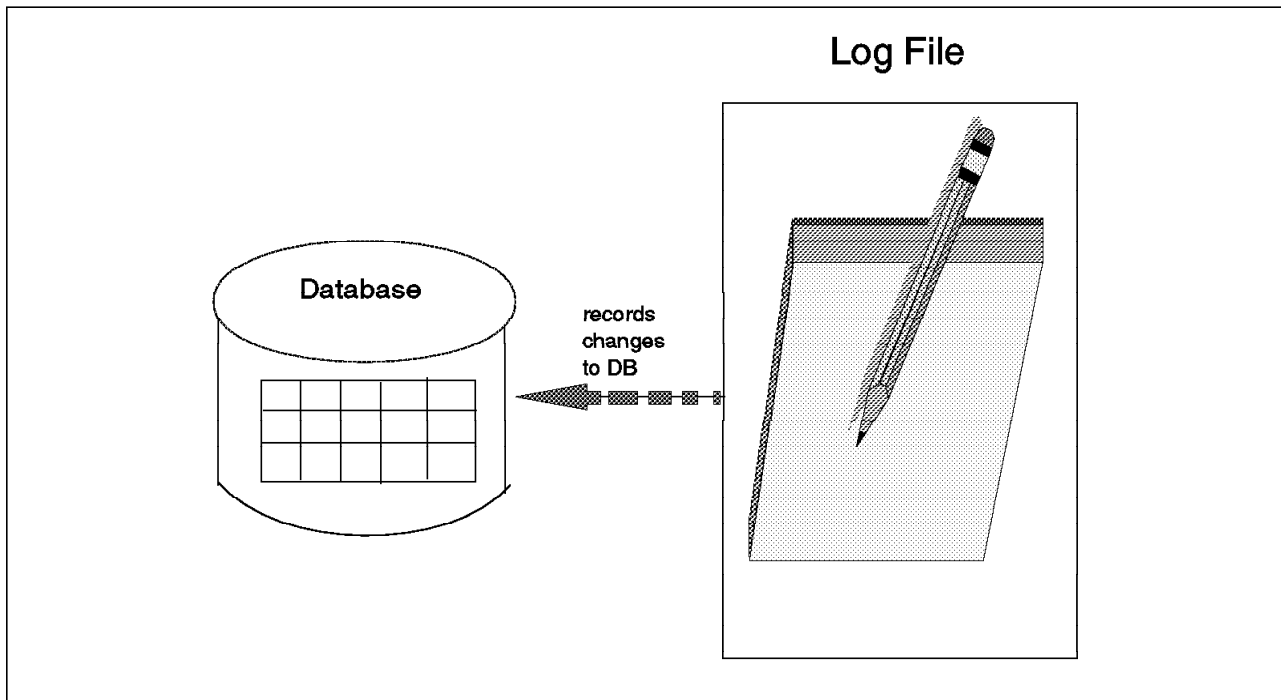 Log File
Database
records
changes
to DB